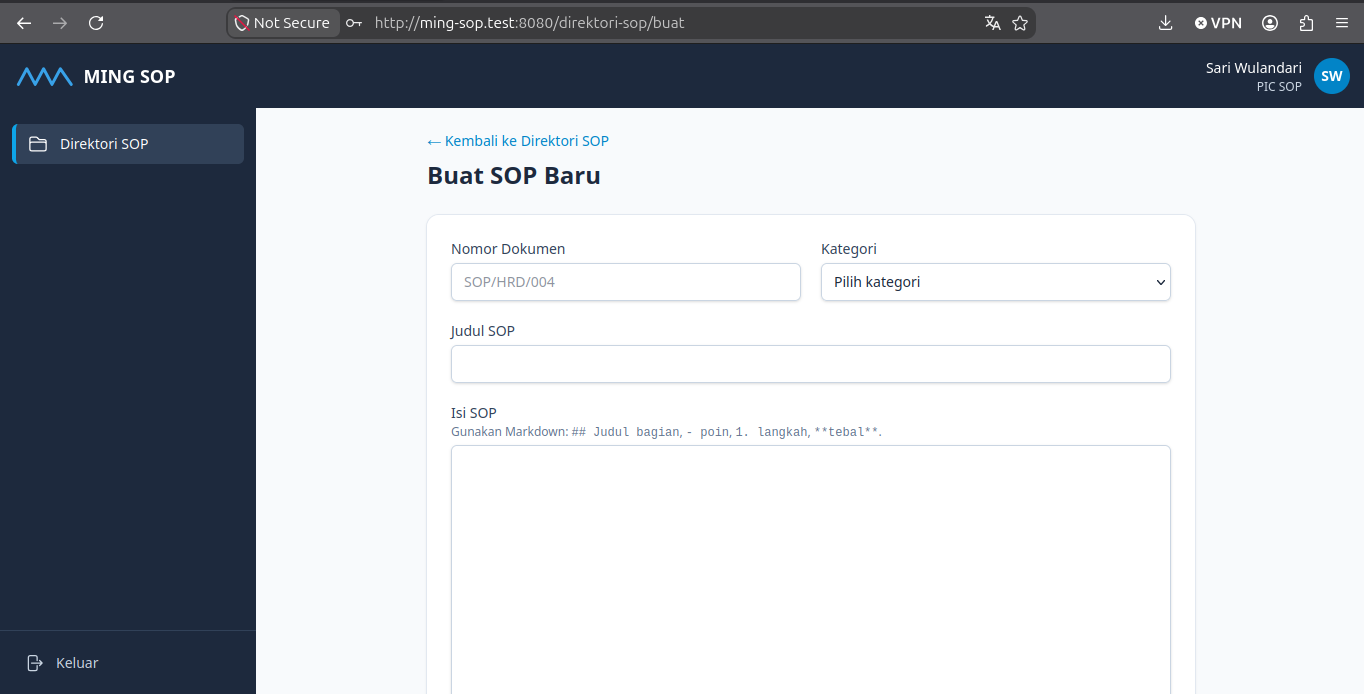 Not Secure http://ming-sop.test:8080/direktori-sop/buat VPN
MING SOP
Sari Wulandari
PIC SOP
SW
Direktori SOP
← Kembali ke Direktori SOP
Buat SOP Baru
Nomor Dokumen
SOP/HRD/004
Kategori
Pilih kategori
Judul SOP
Isi SOP
Gunakan Markdown: ## Judul bagian, - poin, 1. langkah, **tebal**.
Keluar